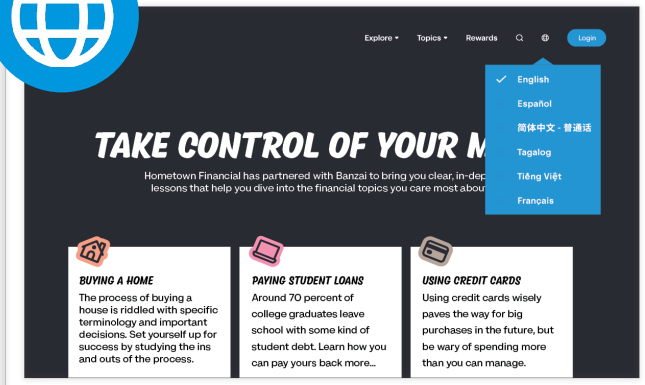 Explore Topics Rewards Login
English
Español
简体中文 - 普通话
Tagalog
Tiếng Việt
Français
TAKE CONTROL OF YOUR M
Hometown Financial has partnered with Banzai to bring you clear, in-dep
lessons that help you dive into the financial topics you care most about
BUYING A HOME
The process of buying a
house is riddled with specific
terminology and important
decisions. Set yourself up for
success by studying the ins
and outs of the process.
PAYING STUDENT LOANS
Around 70 percent of
college graduates leave
school with some kind of
student debt. Learn how you
can pay yours back more...
USING CREDIT CARDS
Using credit cards wisely
paves the way for big
purchases in the future, but
be wary of spending more
than you can manage.